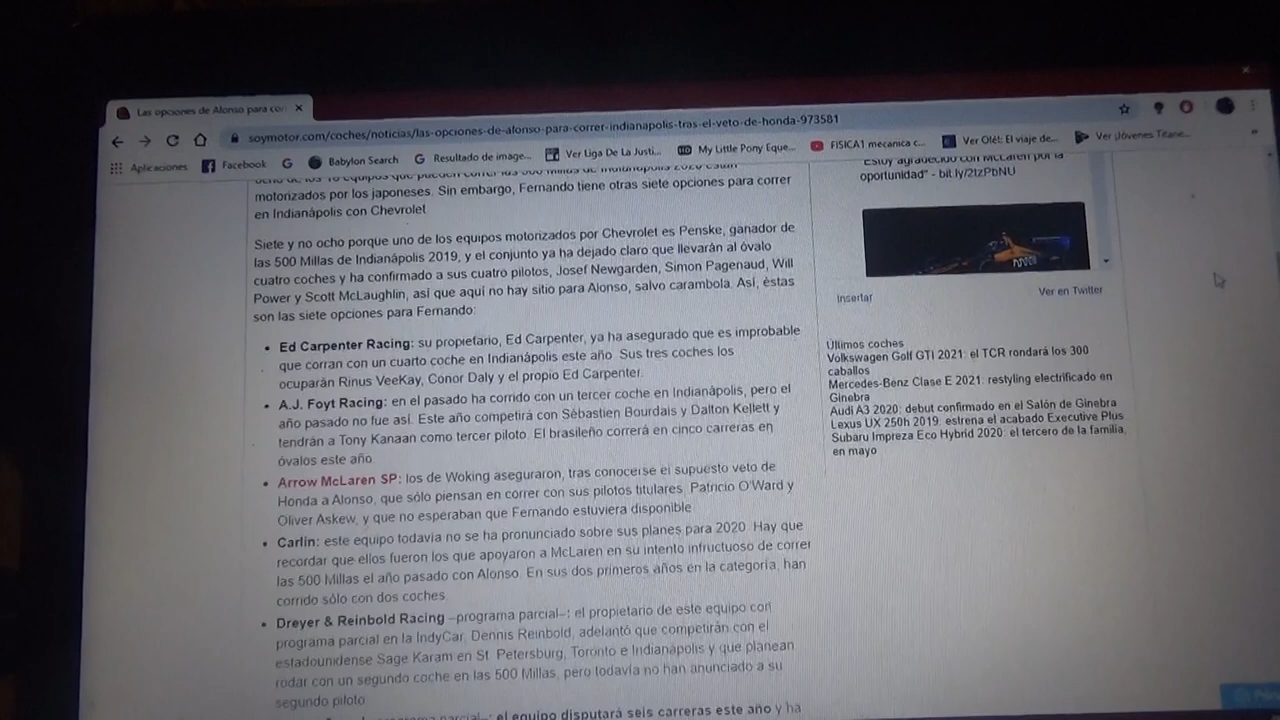 Las opciones de Alonso para cor
soymotor.com/coches/noticias/las-opciones-de-alonso-para-correr-indianapolis-tras-el-veto-de-honda-973581
Aplicaciones Facebook Babylon Search Resultado de image... Ver Liga De La Justi... My Little Pony Eque... FISICA1 mecanica c... Ver Olé!: El viaje de... Ver ¡Jóvenes Titane...
motorizados por los japoneses. Sin embargo, Fernando tiene otras siete opciones para correr
en Indianápolis con Chevrolet
Siete y no ocho porque uno de los equipos motorizados por Chevrolet es Penske, ganador de
las 500 Millas de Indianápolis 2019, y el conjunto ya ha dejado claro que llevarán al óvalo
cuatro coches y ha confirmado a sus cuatro pilotos, Josef Newgarden, Simon Pagenaud, Will
Power y Scott McLaughlin, así que aquí no hay sitio para Alonso, salvo carambola. Así, éstas
son las siete opciones para Fernando:
• Ed Carpenter Racing: su propietario, Ed Carpenter, ya ha asegurado que es improbable
que corran con un cuarto coche en Indianápolis este año. Sus tres coches los
ocuparán Rinus VeeKay, Conor Daly y el propio Ed Carpenter.
• A.J. Foyt Racing: en el pasado ha corrido con un tercer coche en Indianápolis, pero el
año pasado no fue así. Este año competirá con Sébastien Bourdais y Dalton Kellett y
tendrán a Tony Kanaan como tercer piloto. El brasileño correrá en cinco carreras en
óvalos este año.
• Arrow McLaren SP: los de Woking aseguraron, tras conocerse el supuesto veto de
Honda a Alonso, que sólo piensan en correr con sus pilotos titulares, Patricio O'Ward y
Oliver Askew, y que no esperaban que Fernando estuviera disponible
• Carlin: este equipo todavía no se ha pronunciado sobre sus planes para 2020. Hay que
recordar que ellos fueron los que apoyaron a McLaren en su intento infructuoso de correr
las 500 Millas el año pasado con Alonso. En sus dos primeros años en la categoría, han
corrido sólo con dos coches
• Dreyer & Reinbold Racing –programa parcial–: el propietario de este equipo con
programa parcial en la IndyCar, Dennis Reinbold, adelantó que competirán con el
estadounidense Sage Karam en St. Petersburg, Toronto e Indianápolis y que planean
rodar con un segundo coche en las 500 Millas, pero todavía no han anunciado a su
segundo piloto
el equipo disputará seis carreras este año y ha
Estoy agradecido con McLaren por la
oportunidad" - bit.ly/2tzPbNU
Insertar Ver en Twitter
Últimos coches
Volkswagen Golf GTI 2021: el TCR rondará los 300
caballos
Mercedes-Benz Clase E 2021: restyling electrificado en
Ginebra
Audi A3 2020: debut confirmado en el Salón de Ginebra
Lexus UX 250h 2019: estrena el acabado Executive Plus
Subaru Impreza Eco Hybrid 2020: el tercero de la familia,
en mayo